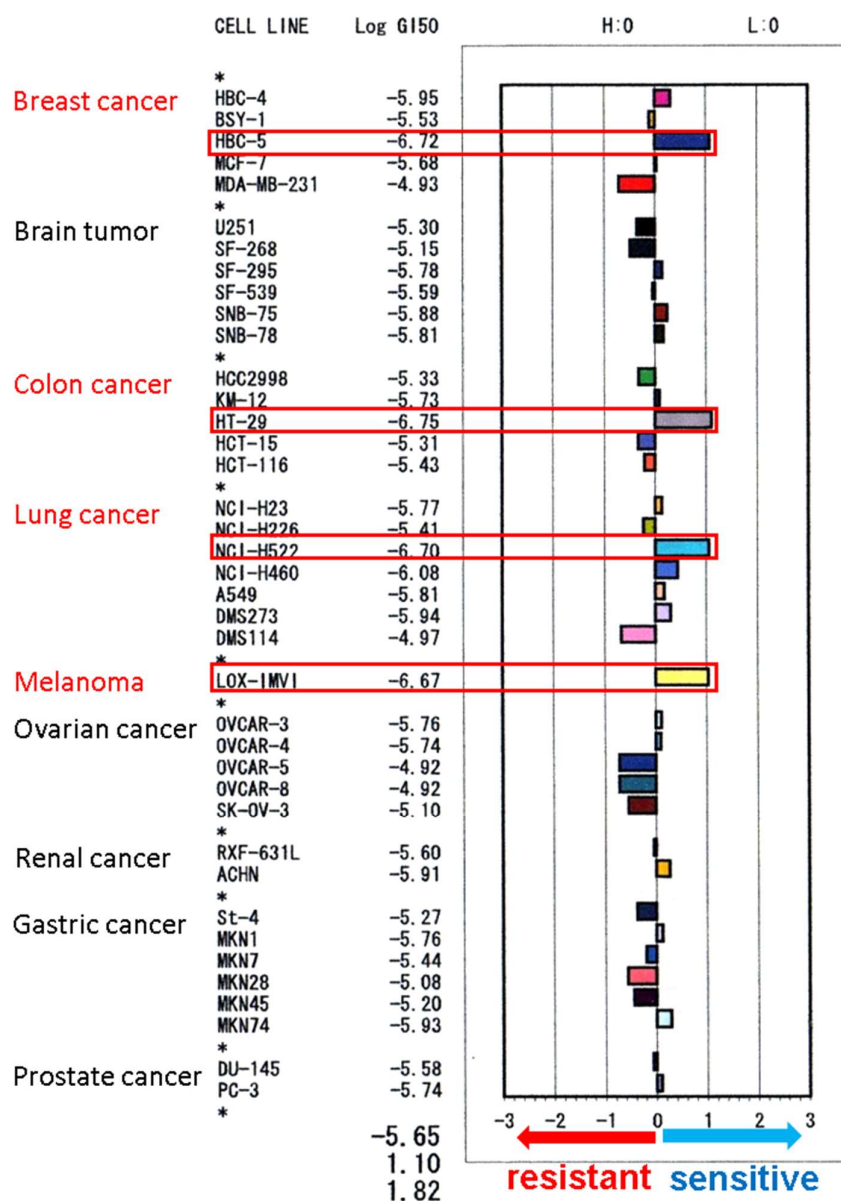 CELL LINE Log GI50 H:0 L:0
*
Breast cancer HBC-4 -5.95
BSY-1 -5.53
HBC-5 -6.72
MCF-7 -5.68
MDA-MB-231 -4.93
*
Brain tumor U251 -5.30
SF-268 -5.15
SF-295 -5.78
SF-539 -5.59
SNB-75 -5.88
SNB-78 -5.81
*
Colon cancer HCC2998 -5.33
KM-12 -5.73
HT-29 -6.75
HCT-15 -5.31
HCT-116 -5.43
*
Lung cancer NCI-H23 -5.77
NCI-H226 -5.41
NCI-H522 -6.70
NCI-H460 -6.08
A549 -5.81
DMS273 -5.94
DMS114 -4.97
*
Melanoma LOX-IMVI -6.67
*
Ovarian cancer OVCAR-3 -5.76
OVCAR-4 -5.74
OVCAR-5 -4.92
OVCAR-8 -4.92
SK-OV-3 -5.10
*
Renal cancer RXF-631L -5.60
ACHN -5.91
*
Gastric cancer St-4 -5.27
MKN1 -5.76
MKN7 -5.44
MKN28 -5.08
MKN45 -5.20
MKN74 -5.93
*
Prostate cancer DU-145 -5.58
PC-3 -5.74
*
-3 -2 -1 0 1 2 3
-5.65
1.10
1.82
resistant sensitive